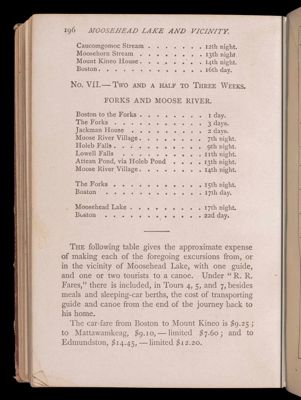 196 MOOSEHEAD LAKE AND VICINITY.
Caucomgomoc Stream . . . . . . . 12th night.
Moosehorn Stream . . . . . . . . 13th night
Mount Kineo House . . . . . . . . 14th night.
Boston . . . . . . . . . . . . . 16th day.
No. VII. — Two and a half to Three Weeks.
FORKS AND MOOSE RIVER.
Boston to the Forks . . . . . . . . 1 day.
The Forks . . . . . . . . . . . 3 days.
Jackman House . . . . . . . . . 2 days.
Moose River Village . . . . . . . . 7th night.
Holeb Falls . . . . . . . . . . . 9th night.
Lowell Falls . . . . . . . . . . 11th night.
Attean Pond, via Holeb Pond . . . . 13th night.
Moose River Village . . . . . . . . 14th night.
The Forks . . . . . . . . . . . 15th night.
Boston . . . . . . . . . . . . 17th day.
Moosehead Lake . . . . . . . . . 17th night.
Boston . . . . . . . . . . . . 22d day.
The following table gives the approximate expense
of making each of the foregoing excursions from, or
in the vicinity of Moosehead Lake, with one guide,
and one or two tourists to a canoe. Under “R. R.
Fares,” there is included, in Tours 4, 5, and 7, besides
meals and sleeping-car berths, the cost of transporting
guide and canoe from the end of the journey back to
his home.
The car-fare from Boston to Mount Kineo is $9.25;
to Mattawamkeag, $9.10, — limited $7.60; and to
Edmundston, $14.45, — limited $12.20.